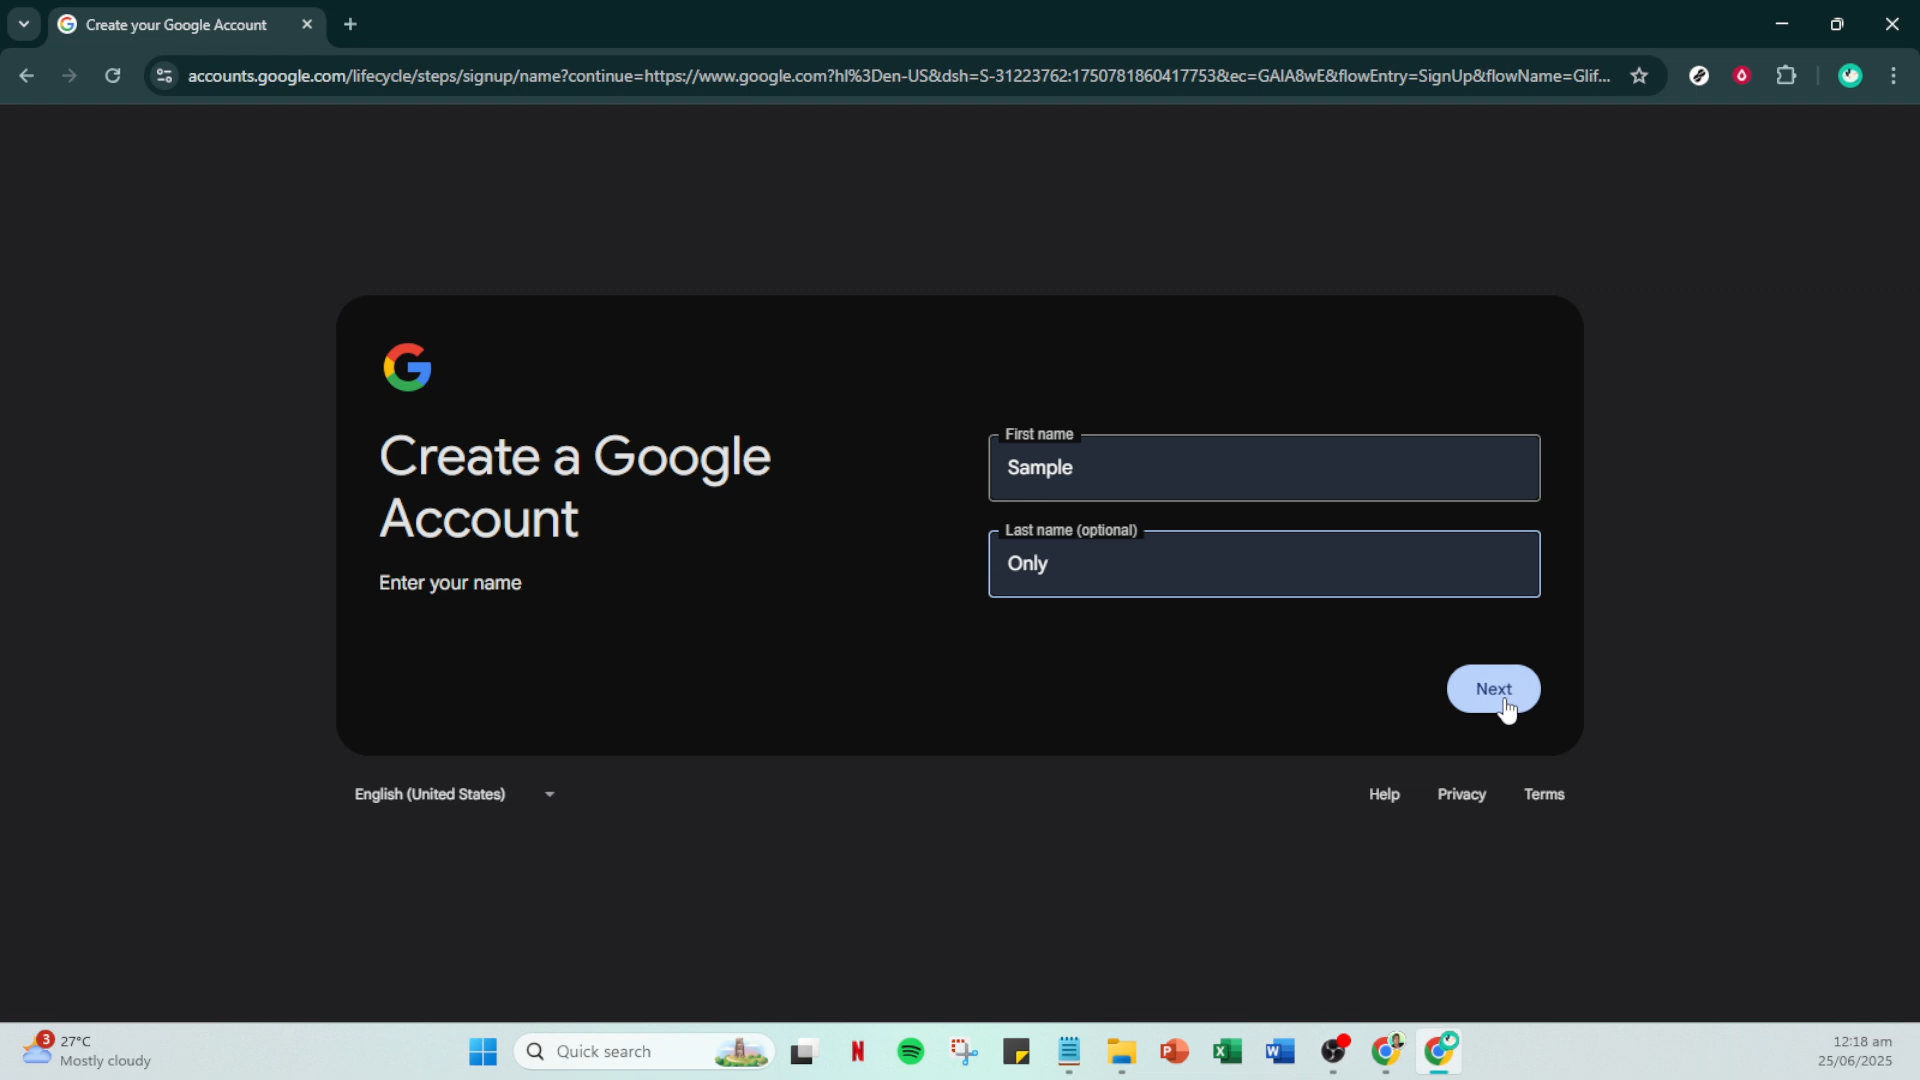 Create your Google Account
accounts.google.com/lifecycle/steps/signup/name?continue=https://www.google.com?hl%3Den-US&dsh=S-31223762:1750781860417753&ec=GAlA8wE&flowEntry=SignUp&flowName=Glif...
Create a Google
Account
Enter your name
First name
Sample
Last name (optional)
Only
Next
English (United States)
Help
Privacy
Terms
3
27°C
Mostly cloudy
Quick search
12:18 am
25/06/2025